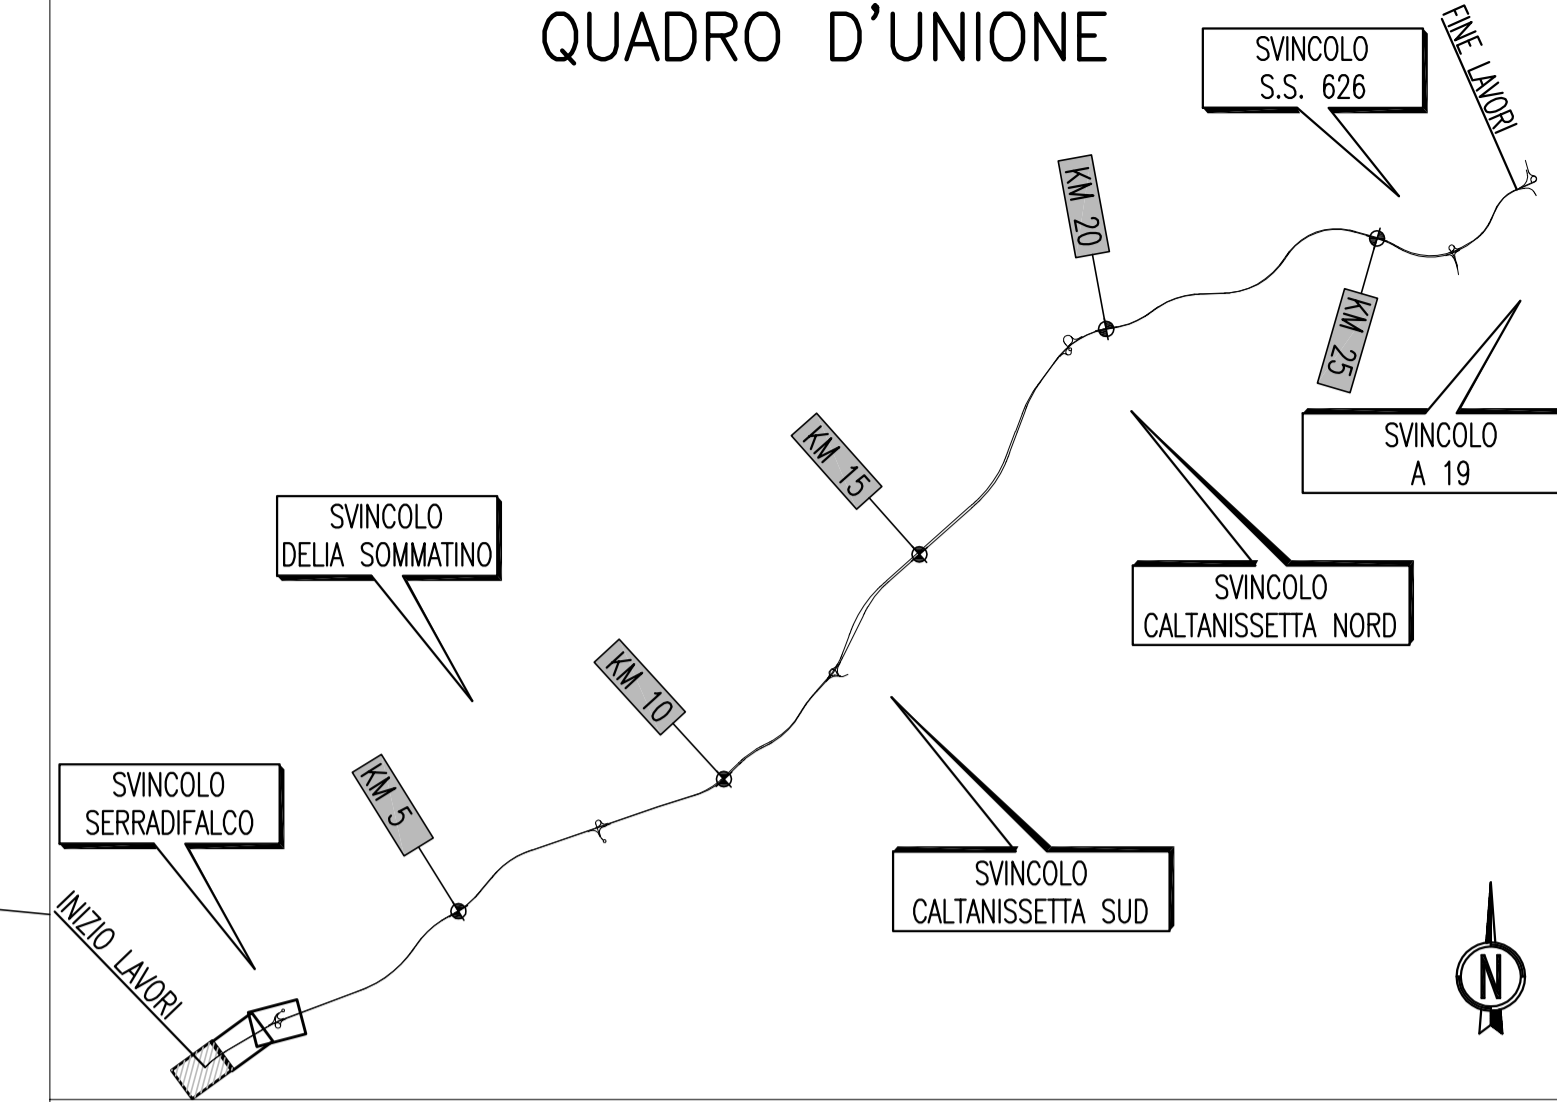 QUADRO D'UNIONE
SVINCOLO
S.S. 626
FINE LAVORI
KM 20
KM 25
SVINCOLO
A 19
KM 15
SVINCOLO
DELIA SOMMATINO
SVINCOLO
CALTANISSETTA NORD
KM 10
KM 5
SVINCOLO
SERRADIFALCO
SVINCOLO
CALTANISSETTA SUD
INIZIO LAVORI
N